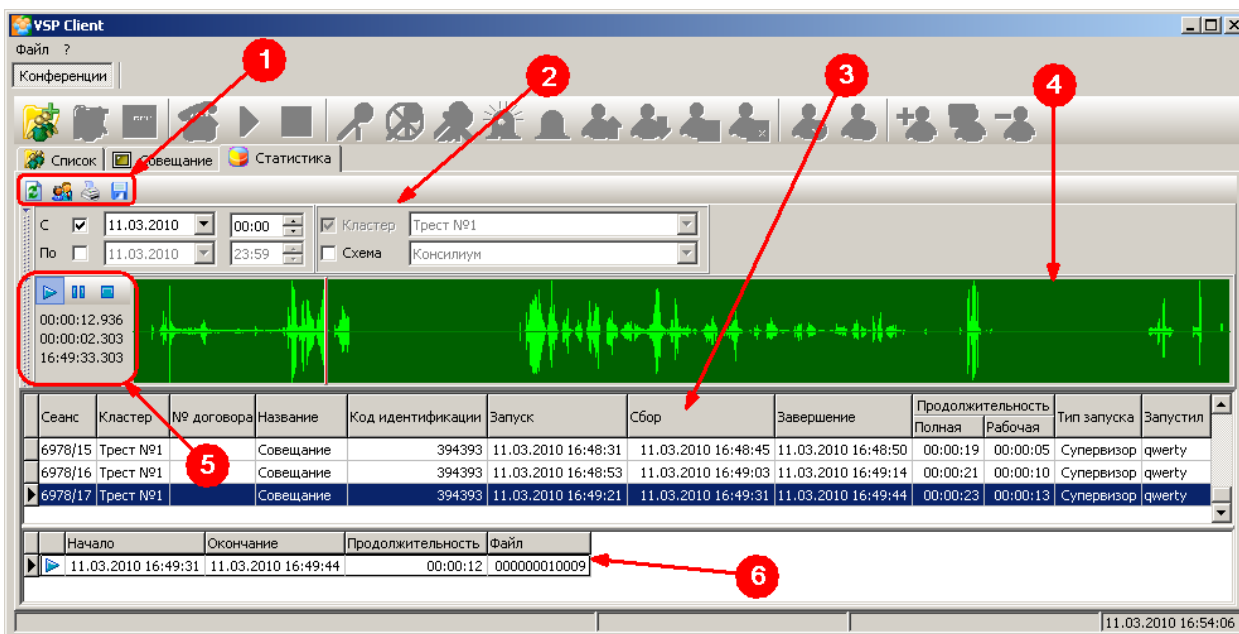 VSP Client
Файл ?
Конференции
1
2
3
4
Список Совещание Статистика
С 11.03.2010 00:00 Кластер Трест №1
По 11.03.2010 23:59 Схема Консилиум
00:00:12.936
00:00:02.303
16:49:33.303
Сеанс Кластер № договора Название Код идентификации Запуск Сбор Завершение Продолжительность Тип запуска Запустил
Полная Рабочая
6978/15 Трест №1 Совещание 394393 11.03.2010 16:48:31 11.03.2010 16:48:45 11.03.2010 16:48:50 00:00:19 00:00:05 Супервизор qwerty
6978/16 Трест №1 Совещание 394393 11.03.2010 16:48:53 11.03.2010 16:49:03 11.03.2010 16:49:14 00:00:21 00:00:10 Супервизор qwerty
6978/17 Трест №1 Совещание 394393 11.03.2010 16:49:21 11.03.2010 16:49:31 11.03.2010 16:49:44 00:00:23 00:00:13 Супервизор qwerty
5
Начало Окончание Продолжительность Файл
11.03.2010 16:49:31 11.03.2010 16:49:44 00:00:12 000000010009
6
11.03.2010 16:54:06